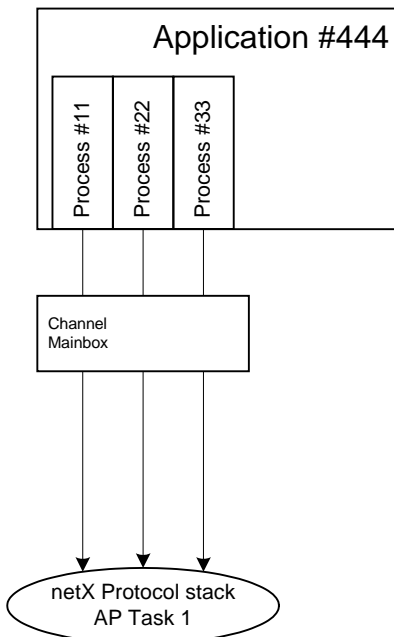 Application #444
Process #11
Process #22
Process #33
Channel
Mainbox
netX Protocol stack
AP Task 1